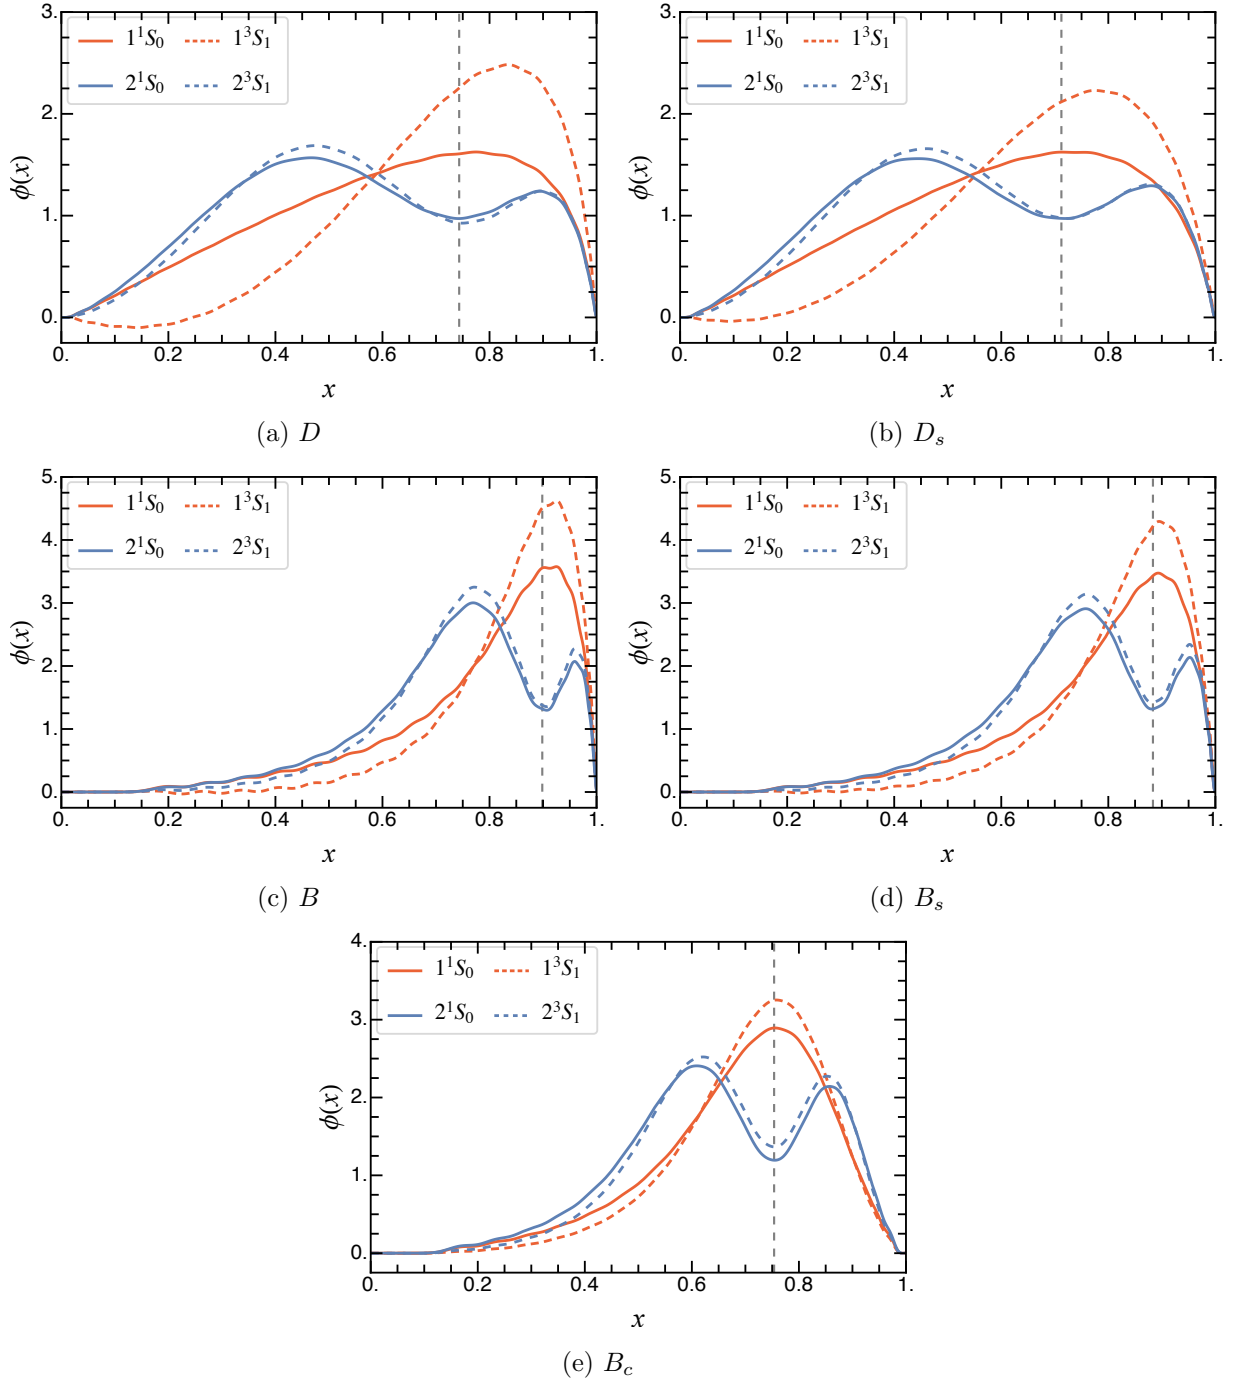 3.
2.
1.
0.
ϕ(x)
1¹S₀ 1³S₁
2¹S₀ 2³S₁
0. 0.2 0.4 0.6 0.8 1.
x
(a) D
3.
2.
1.
0.
ϕ(x)
1¹S₀ 1³S₁
2¹S₀ 2³S₁
0. 0.2 0.4 0.6 0.8 1.
x
(b) Dₛ
5.
4.
3.
2.
1.
0.
ϕ(x)
1¹S₀ 1³S₁
2¹S₀ 2³S₁
0. 0.2 0.4 0.6 0.8 1.
x
(c) B
5.
4.
3.
2.
1.
0.
ϕ(x)
1¹S₀ 1³S₁
2¹S₀ 2³S₁
0. 0.2 0.4 0.6 0.8 1.
x
(d) Bₛ
4.
3.
2.
1.
0.
ϕ(x)
1¹S₀ 1³S₁
2¹S₀ 2³S₁
0. 0.2 0.4 0.6 0.8 1.
x
(e) B_c